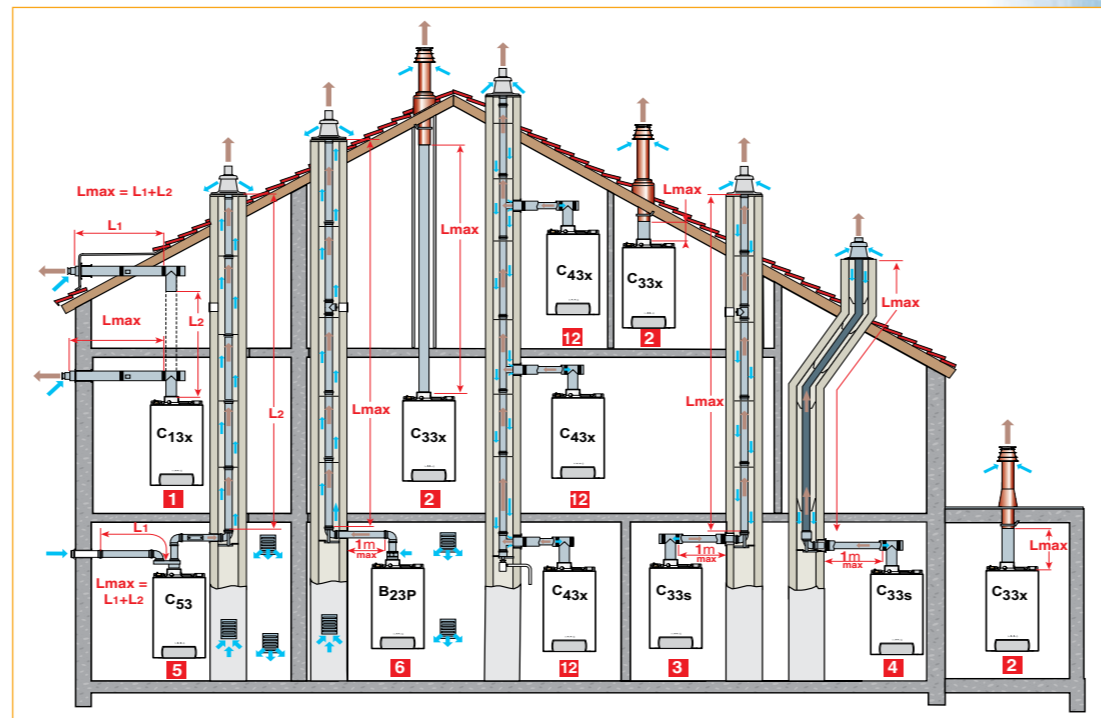 Lmax = L1+L2
L1
Lmax
L2
C13x
1
L2
Lmax
Lmax
C33x
2
C43x
12
Lmax
C33x
2
C43x
12
Lmax
Lmax
L1
Lmax =
L1+L2
C53
5
1m
max
B23P
6
C43x
12
1m
max
C33s
3
1m
max
C33s
4
Lmax
C33x
2